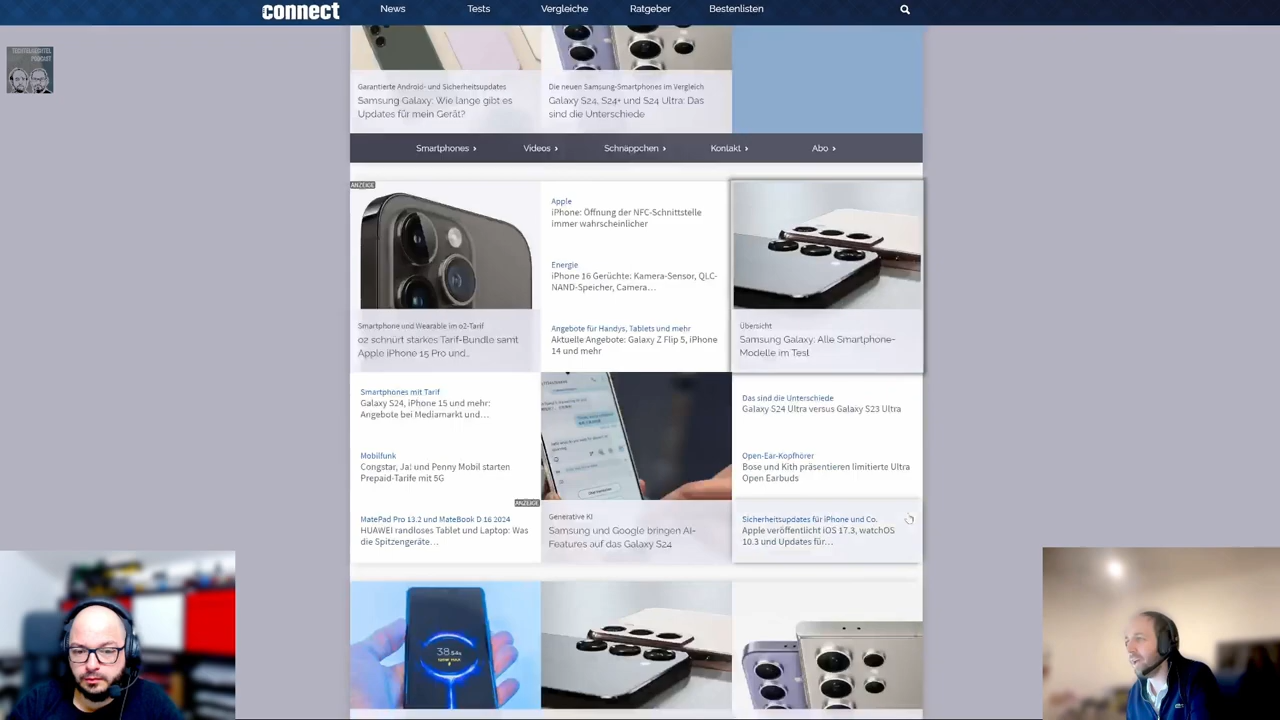 connect
News
Tests
Vergleiche
Ratgeber
Bestenlisten
TECHTELMECHTEL
PODCAST
Garantierte Android- und Sicherheitsupdates
Samsung Galaxy: Wie lange gibt es
Updates für mein Gerät?
Die neuen Samsung-Smartphones im Vergleich
Galaxy S24, S24+ und S24 Ultra: Das
sind die Unterschiede
Smartphones
Videos
Schnäppchen
Kontakt
Abo
ANZEIGE
Smartphone und Wearable im o2-Tarif
o2 schnürt starkes Tarif-Bundle samt
Apple iPhone 15 Pro und…
Apple
iPhone: Öffnung der NFC-Schnittstelle
immer wahrscheinlicher
Energie
iPhone 16 Gerüchte: Kamera-Sensor, QLC-
NAND-Speicher, Camera…
Angebote für Handys, Tablets und mehr
Aktuelle Angebote: Galaxy Z Flip 5, iPhone
14 und mehr
Übersicht
Samsung Galaxy: Alle Smartphone-
Modelle im Test
Smartphones mit Tarif
Galaxy S24, iPhone 15 und mehr:
Angebote bei Mediamarkt und…
Mobilfunk
Congstar, Ja! und Penny Mobil starten
Prepaid-Tarife mit 5G
ANZEIGE
MatePad Pro 13.2 und MateBook D 16 2024
HUAWEI randloses Tablet und Laptop: Was
die Spitzengeräte…
Generative KI
Samsung und Google bringen AI-
Features auf das Galaxy S24
Das sind die Unterschiede
Galaxy S24 Ultra versus Galaxy S23 Ultra
Open-Ear-Kopfhörer
Bose und Kith präsentieren limitierte Ultra
Open Earbuds
Sicherheitsupdates für iPhone und Co.
Apple veröffentlicht iOS 17.3, watchOS
10.3 und Updates für…